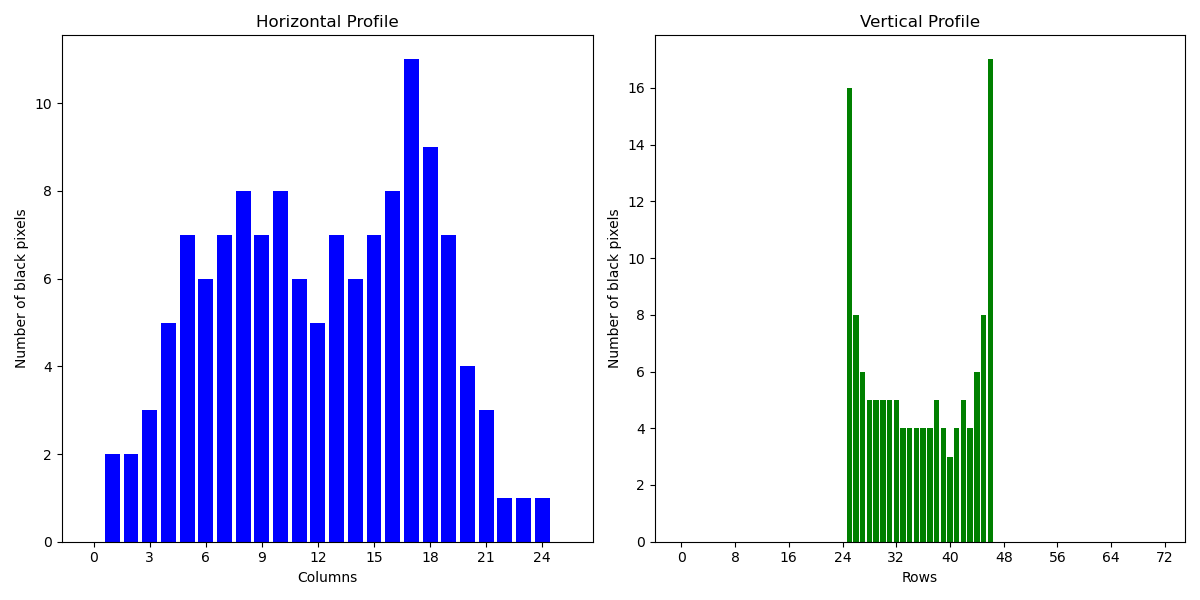 Horizontal Profile
Number of black pixels
10
8
6
4
2
0
0 3 6 9 12 15 18 21 24
Columns
Vertical Profile
Number of black pixels
16
14
12
10
8
6
4
2
0
0 8 16 24 32 40 48 56 64 72
Rows